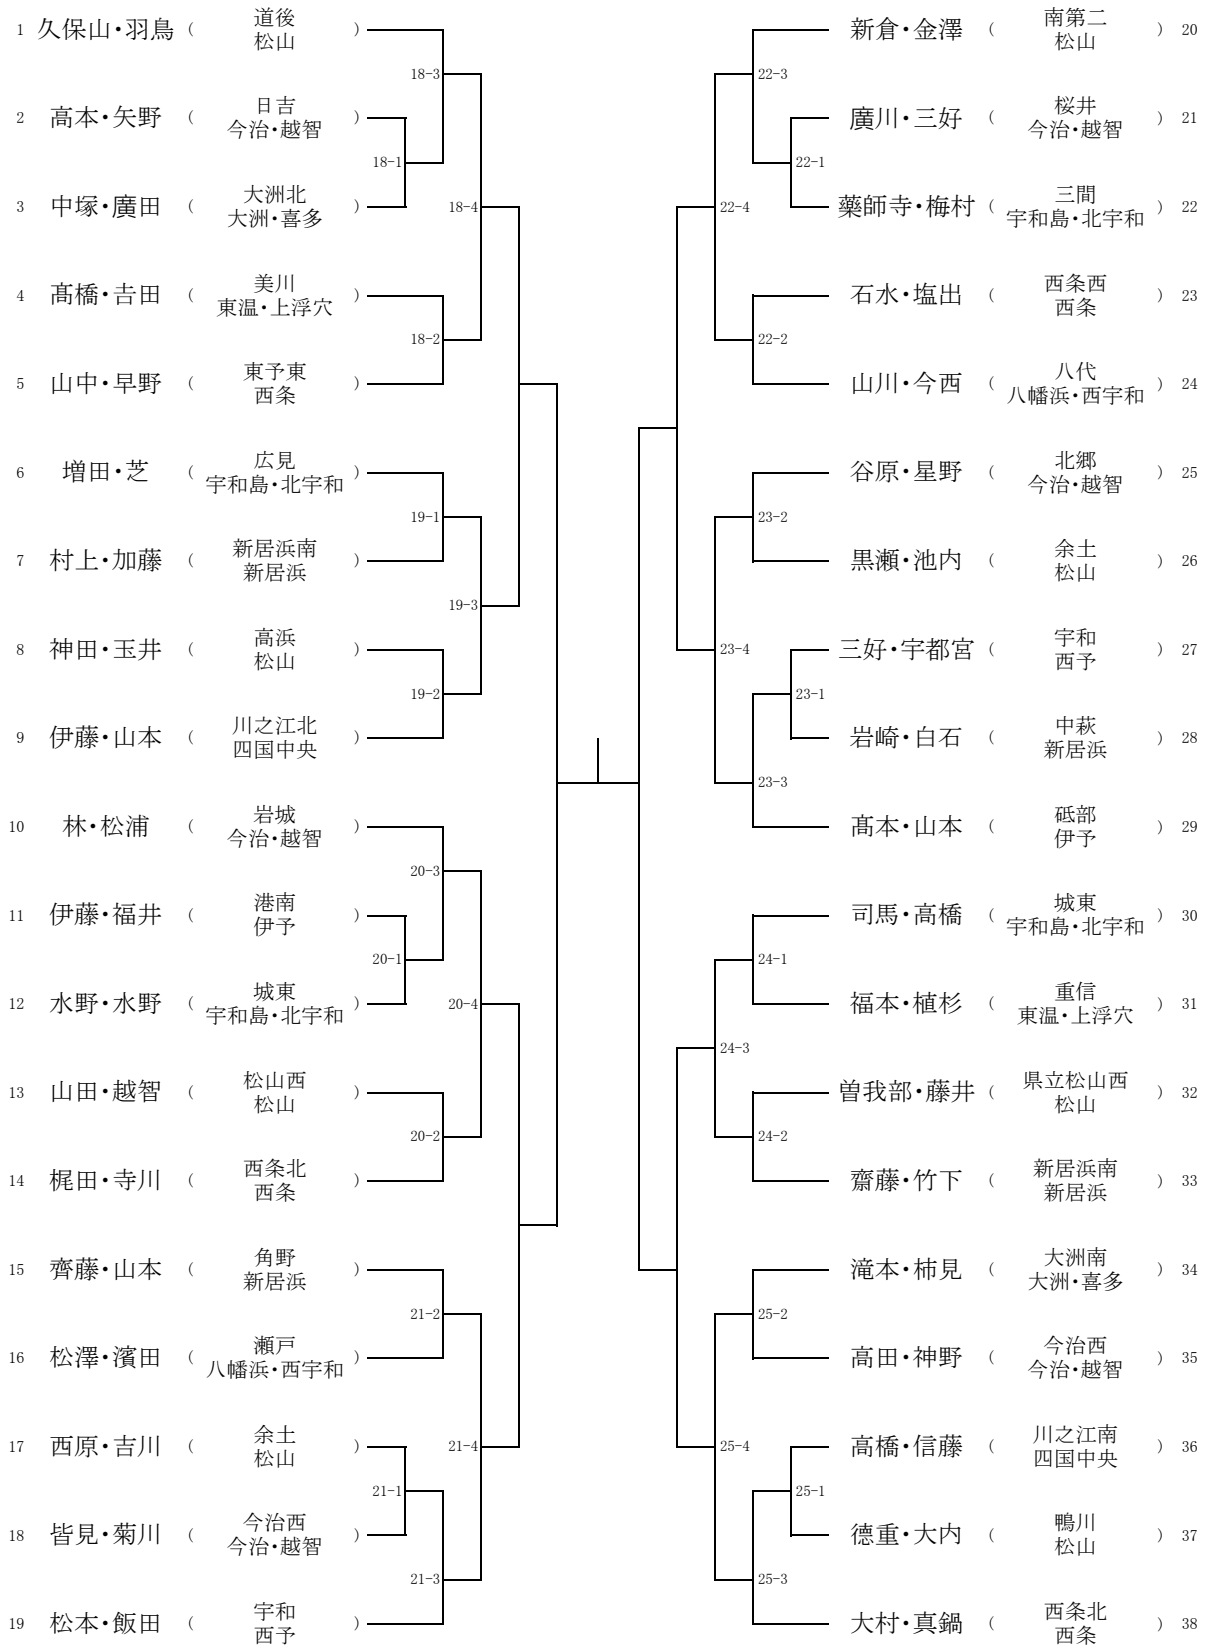 1 久保山・羽鳥 ( 道後 松山 )
18-3
2 高本・矢野 ( 日吉 今治・越智 )
18-1
3 中塚・廣田 ( 大洲北 大洲・喜多 )
18-4
4 髙橋・𠮷田 ( 美川 東温・上浮穴 )
18-2
5 山中・早野 ( 東予東 西条 )
6 増田・芝 ( 広見 宇和島・北宇和 )
19-1
7 村上・加藤 ( 新居浜南 新居浜 )
19-3
8 神田・玉井 ( 高浜 松山 )
19-2
9 伊藤・山本 ( 川之江北 四国中央 )
10 林・松浦 ( 岩城 今治・越智 )
20-3
11 伊藤・福井 ( 港南 伊予 )
20-1
12 水野・水野 ( 城東 宇和島・北宇和 )
20-4
13 山田・越智 ( 松山西 松山 )
20-2
14 梶田・寺川 ( 西条北 西条 )
15 齊藤・山本 ( 角野 新居浜 )
21-2
16 松澤・濱田 ( 瀬戸 八幡浜・西宇和 )
17 西原・吉川 ( 余土 松山 )
21-4
21-1
18 皆見・菊川 ( 今治西 今治・越智 )
21-3
19 松本・飯田 ( 宇和 西予 )
新倉・金澤 ( 南第二 松山 ) 20
22-3
廣川・三好 ( 桜井 今治・越智 ) 21
22-1
藥師寺・梅村 ( 三間 宇和島・北宇和 ) 22
22-4
石水・塩出 ( 西条西 西条 ) 23
22-2
山川・今西 ( 八代 八幡浜・西宇和 ) 24
谷原・星野 ( 北郷 今治・越智 ) 25
23-2
黒瀬・池内 ( 余土 松山 ) 26
三好・宇都宮 ( 宇和 西予 ) 27
23-4
23-1
岩崎・白石 ( 中萩 新居浜 ) 28
23-3
髙本・山本 ( 砥部 伊予 ) 29
司馬・高橋 ( 城東 宇和島・北宇和 ) 30
24-1
福本・植杉 ( 重信 東温・上浮穴 ) 31
24-3
曽我部・藤井 ( 県立松山西 松山 ) 32
24-2
齋藤・竹下 ( 新居浜南 新居浜 ) 33
滝本・柿見 ( 大洲南 大洲・喜多 ) 34
25-2
高田・神野 ( 今治西 今治・越智 ) 35
高橋・信藤 ( 川之江南 四国中央 ) 36
25-4
25-1
德重・大内 ( 鴨川 松山 ) 37
25-3
大村・真鍋 ( 西条北 西条 ) 38